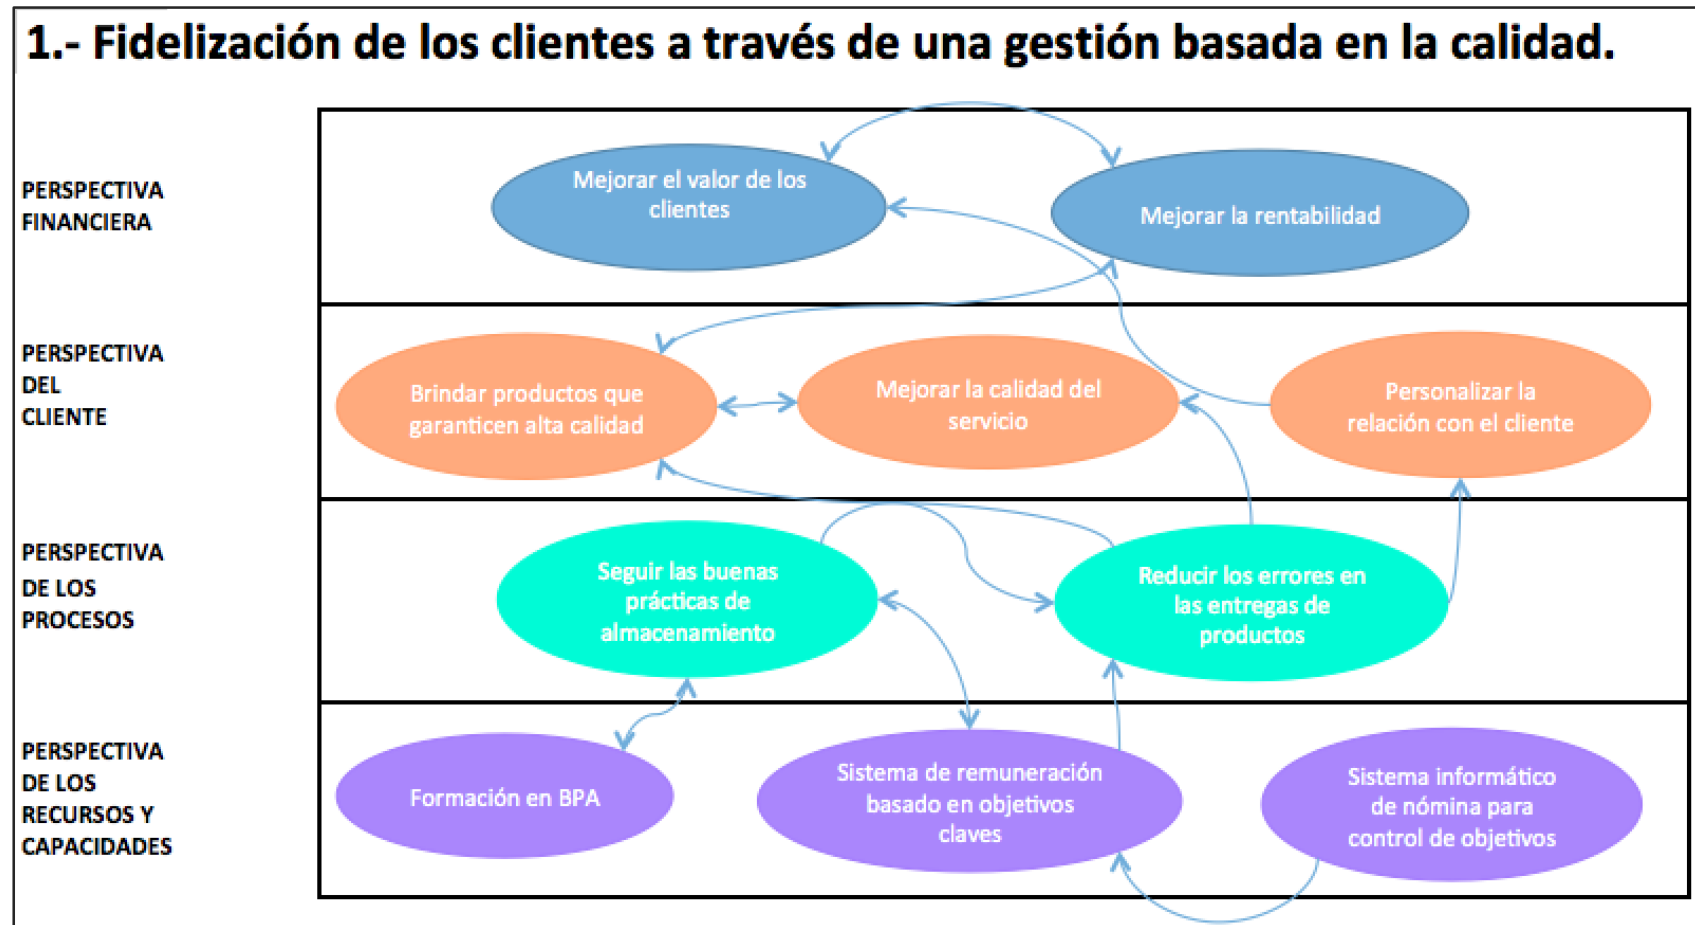 1.- Fidelización de los clientes a través de una gestión basada en la calidad.
PERSPECTIVA
FINANCIERA
Mejorar el valor de los
clientes
Mejorar la rentabilidad
PERSPECTIVA
DEL
CLIENTE
Brindar productos que
garanticen alta calidad
Mejorar la calidad del
servicio
Personalizar la
relación con el cliente
PERSPECTIVA
DE LOS
PROCESOS
Seguir las buenas
prácticas de
almacenamiento
Reducir los errores en
las entregas de
productos
PERSPECTIVA
DE LOS
RECURSOS Y
CAPACIDADES
Formación en BPA
Sistema de remuneración
basado en objetivos
claves
Sistema informático
de nómina para
control de objetivos